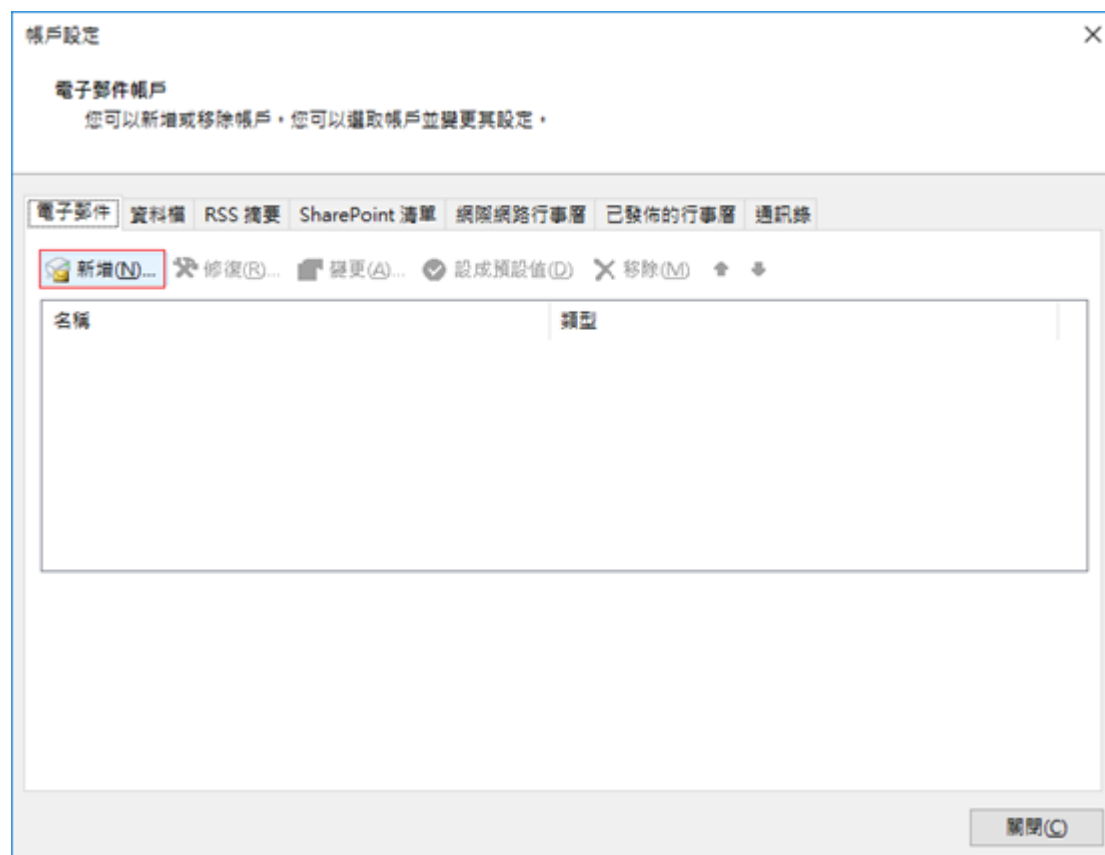 帳戶設定
電子郵件帳戶
您可以新增或移除帳戶。您可以選取帳戶並變更其設定。
電子郵件 資料檔 RSS 摘要 SharePoint 清單 網際網路行事曆 已發佈的行事曆 通訊錄
新增(N)... 修復(R)... 變更(A)... 設成預設值(D) 移除(M)
名稱 類型
關閉(C)